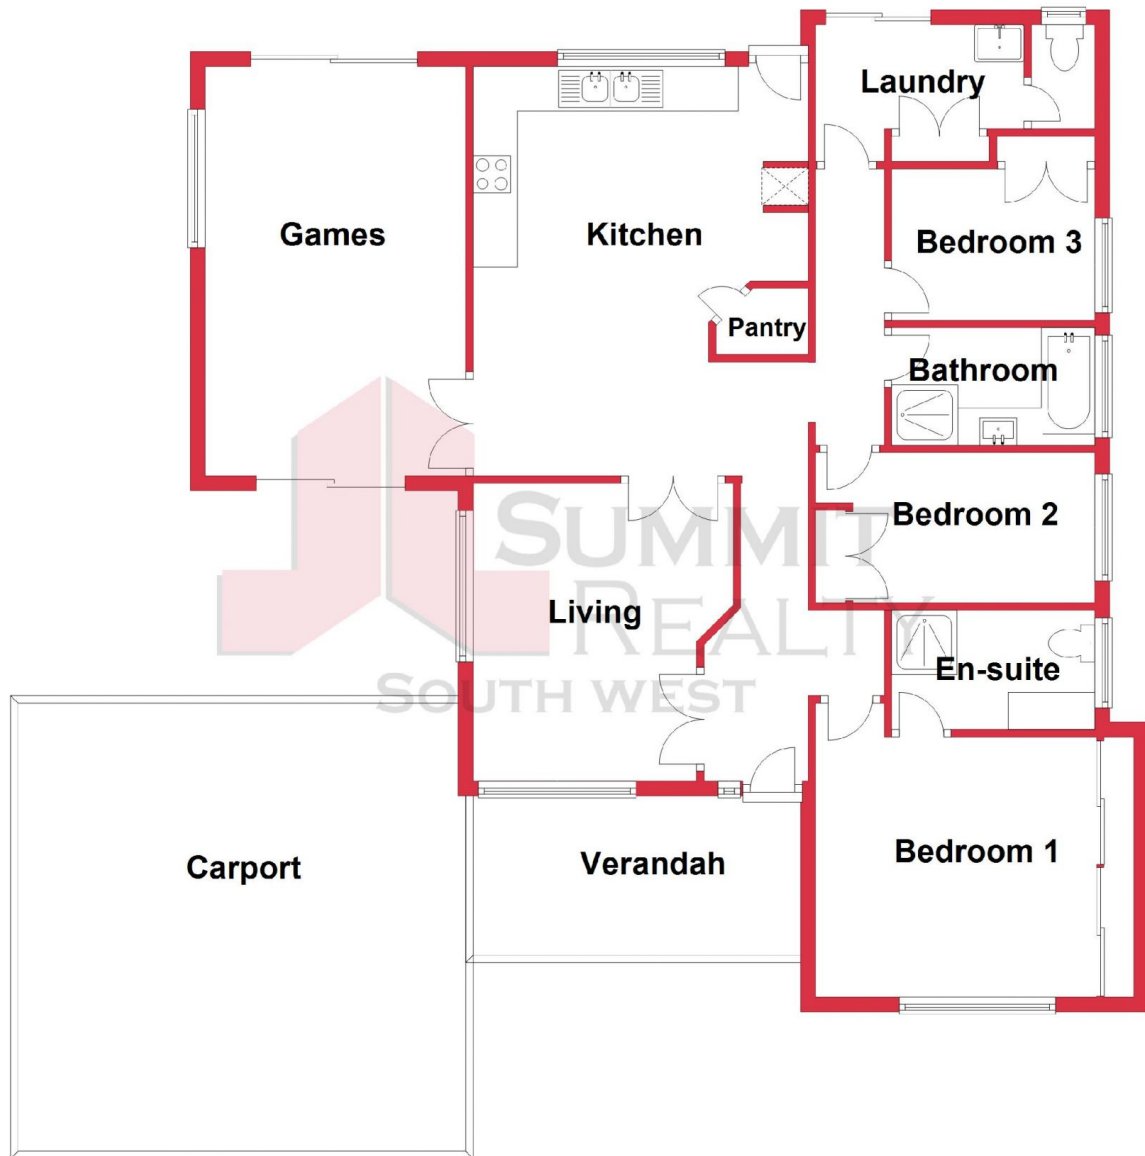 Laundry
Games
Kitchen
Bedroom 3
Pantry
Bathroom
Bedroom 2
SUMMIT
REALTY
SOUTH WEST
Living
En-suite
Carport
Verandah
Bedroom 1